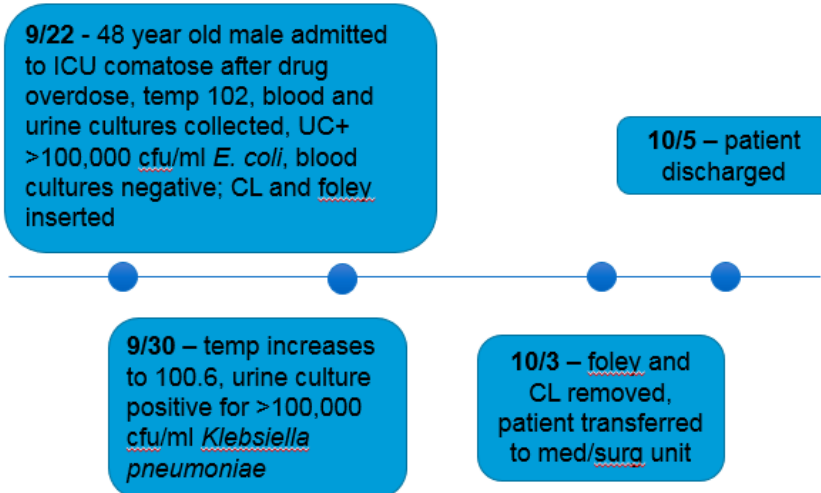 9/22 - 48 year old male admitted
to ICU comatose after drug
overdose, temp 102, blood and
urine cultures collected, UC+
>100,000 cfu/ml E. coli, blood
cultures negative; CL and foley
inserted
10/5 – patient
discharged
9/30 – temp increases
to 100.6, urine culture
positive for >100,000
cfu/ml Klebsiella
pneumoniae
10/3 – foley and
CL removed,
patient transferred
to med/surg unit